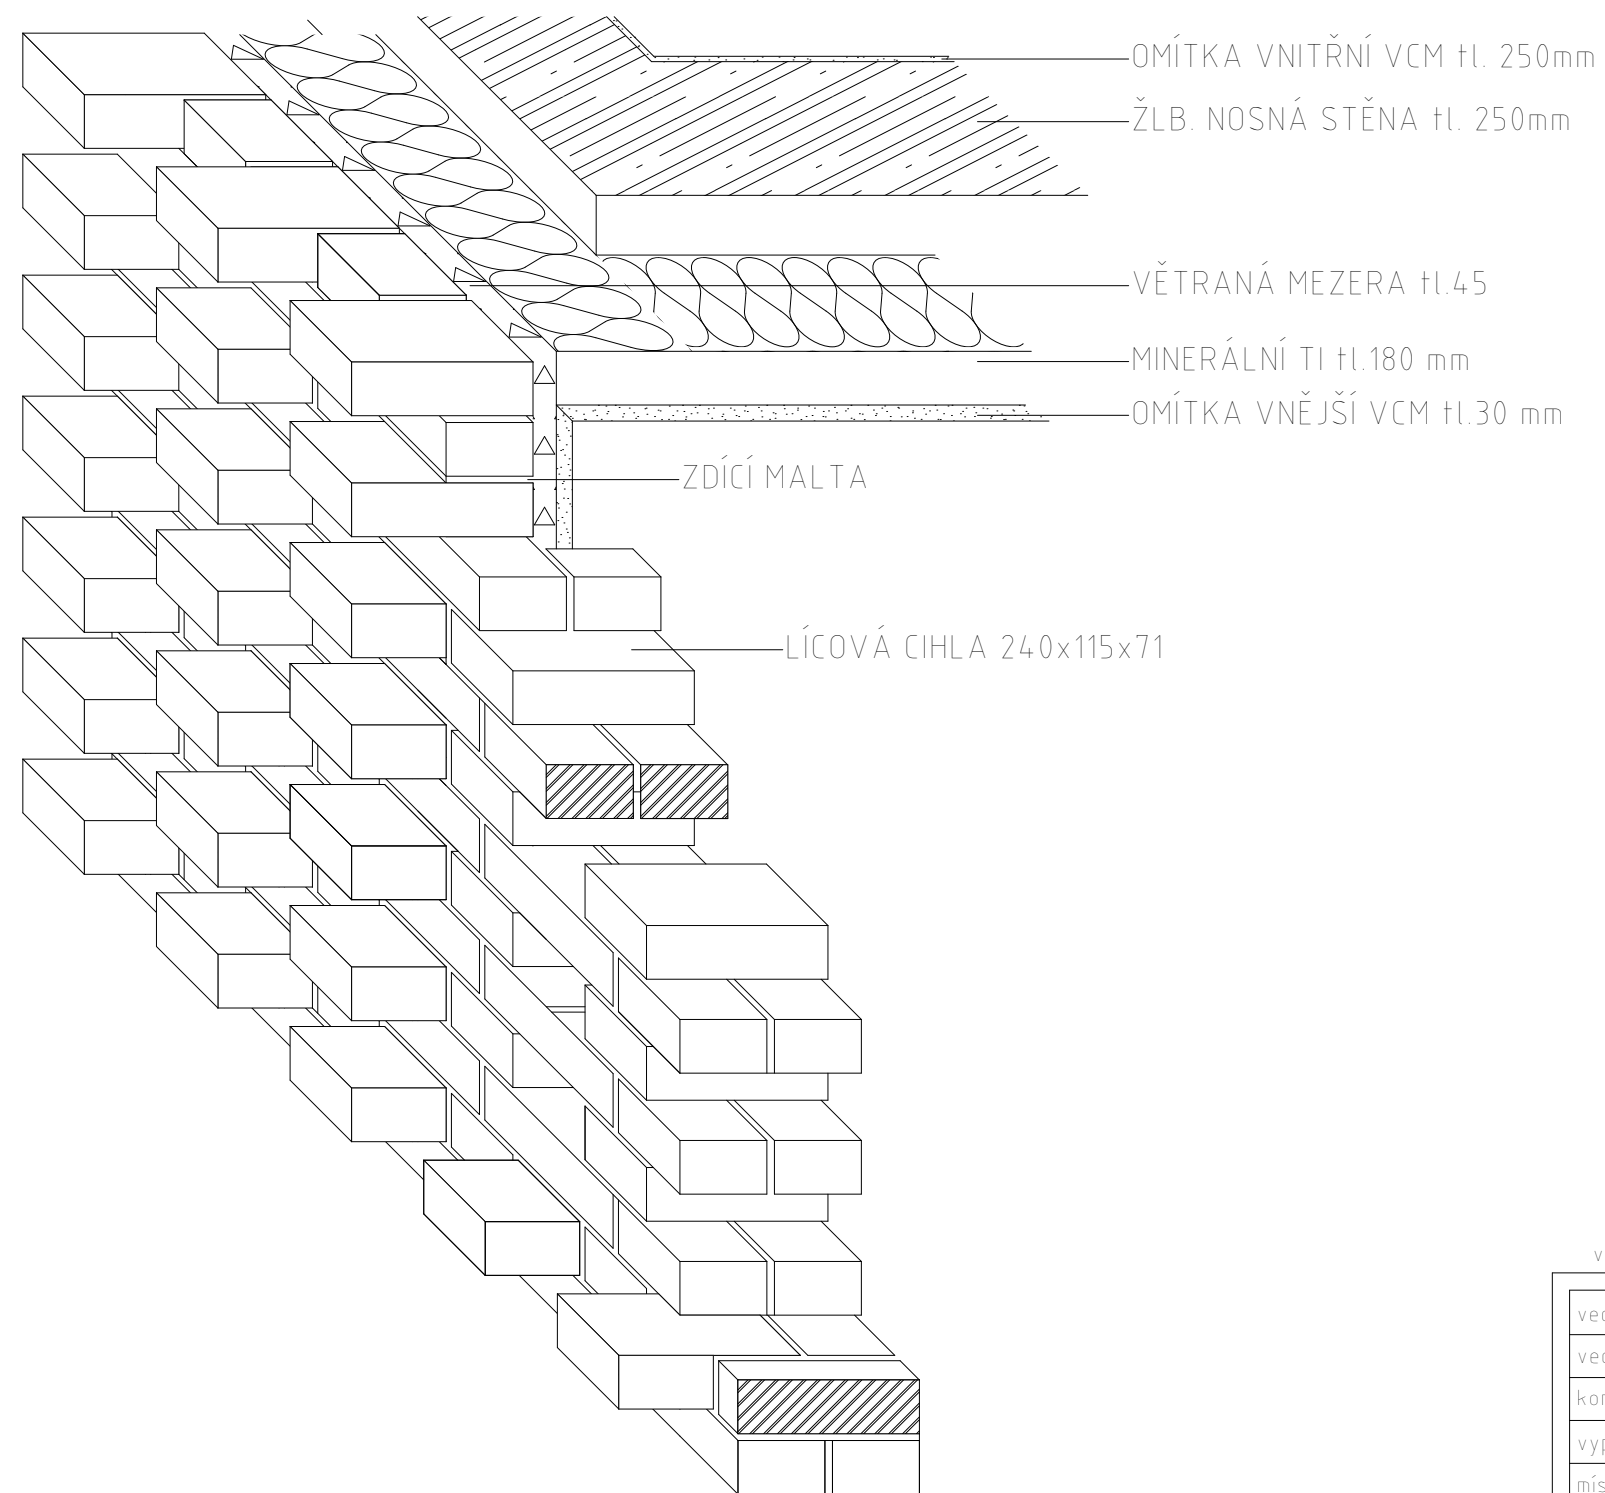 OMÍTKA VNITŘNÍ VCM tl. 250mm
ŽLB. NOSNÁ STĚNA tl. 250mm
VĚTRANÁ MEZERA tl.45
MINERÁLNÍ TI tl.180 mm
OMÍTKA VNĚJŠÍ VCM tl.30 mm
ZDÍCÍ MALTA
LÍCOVÁ CIHLA 240x115x71